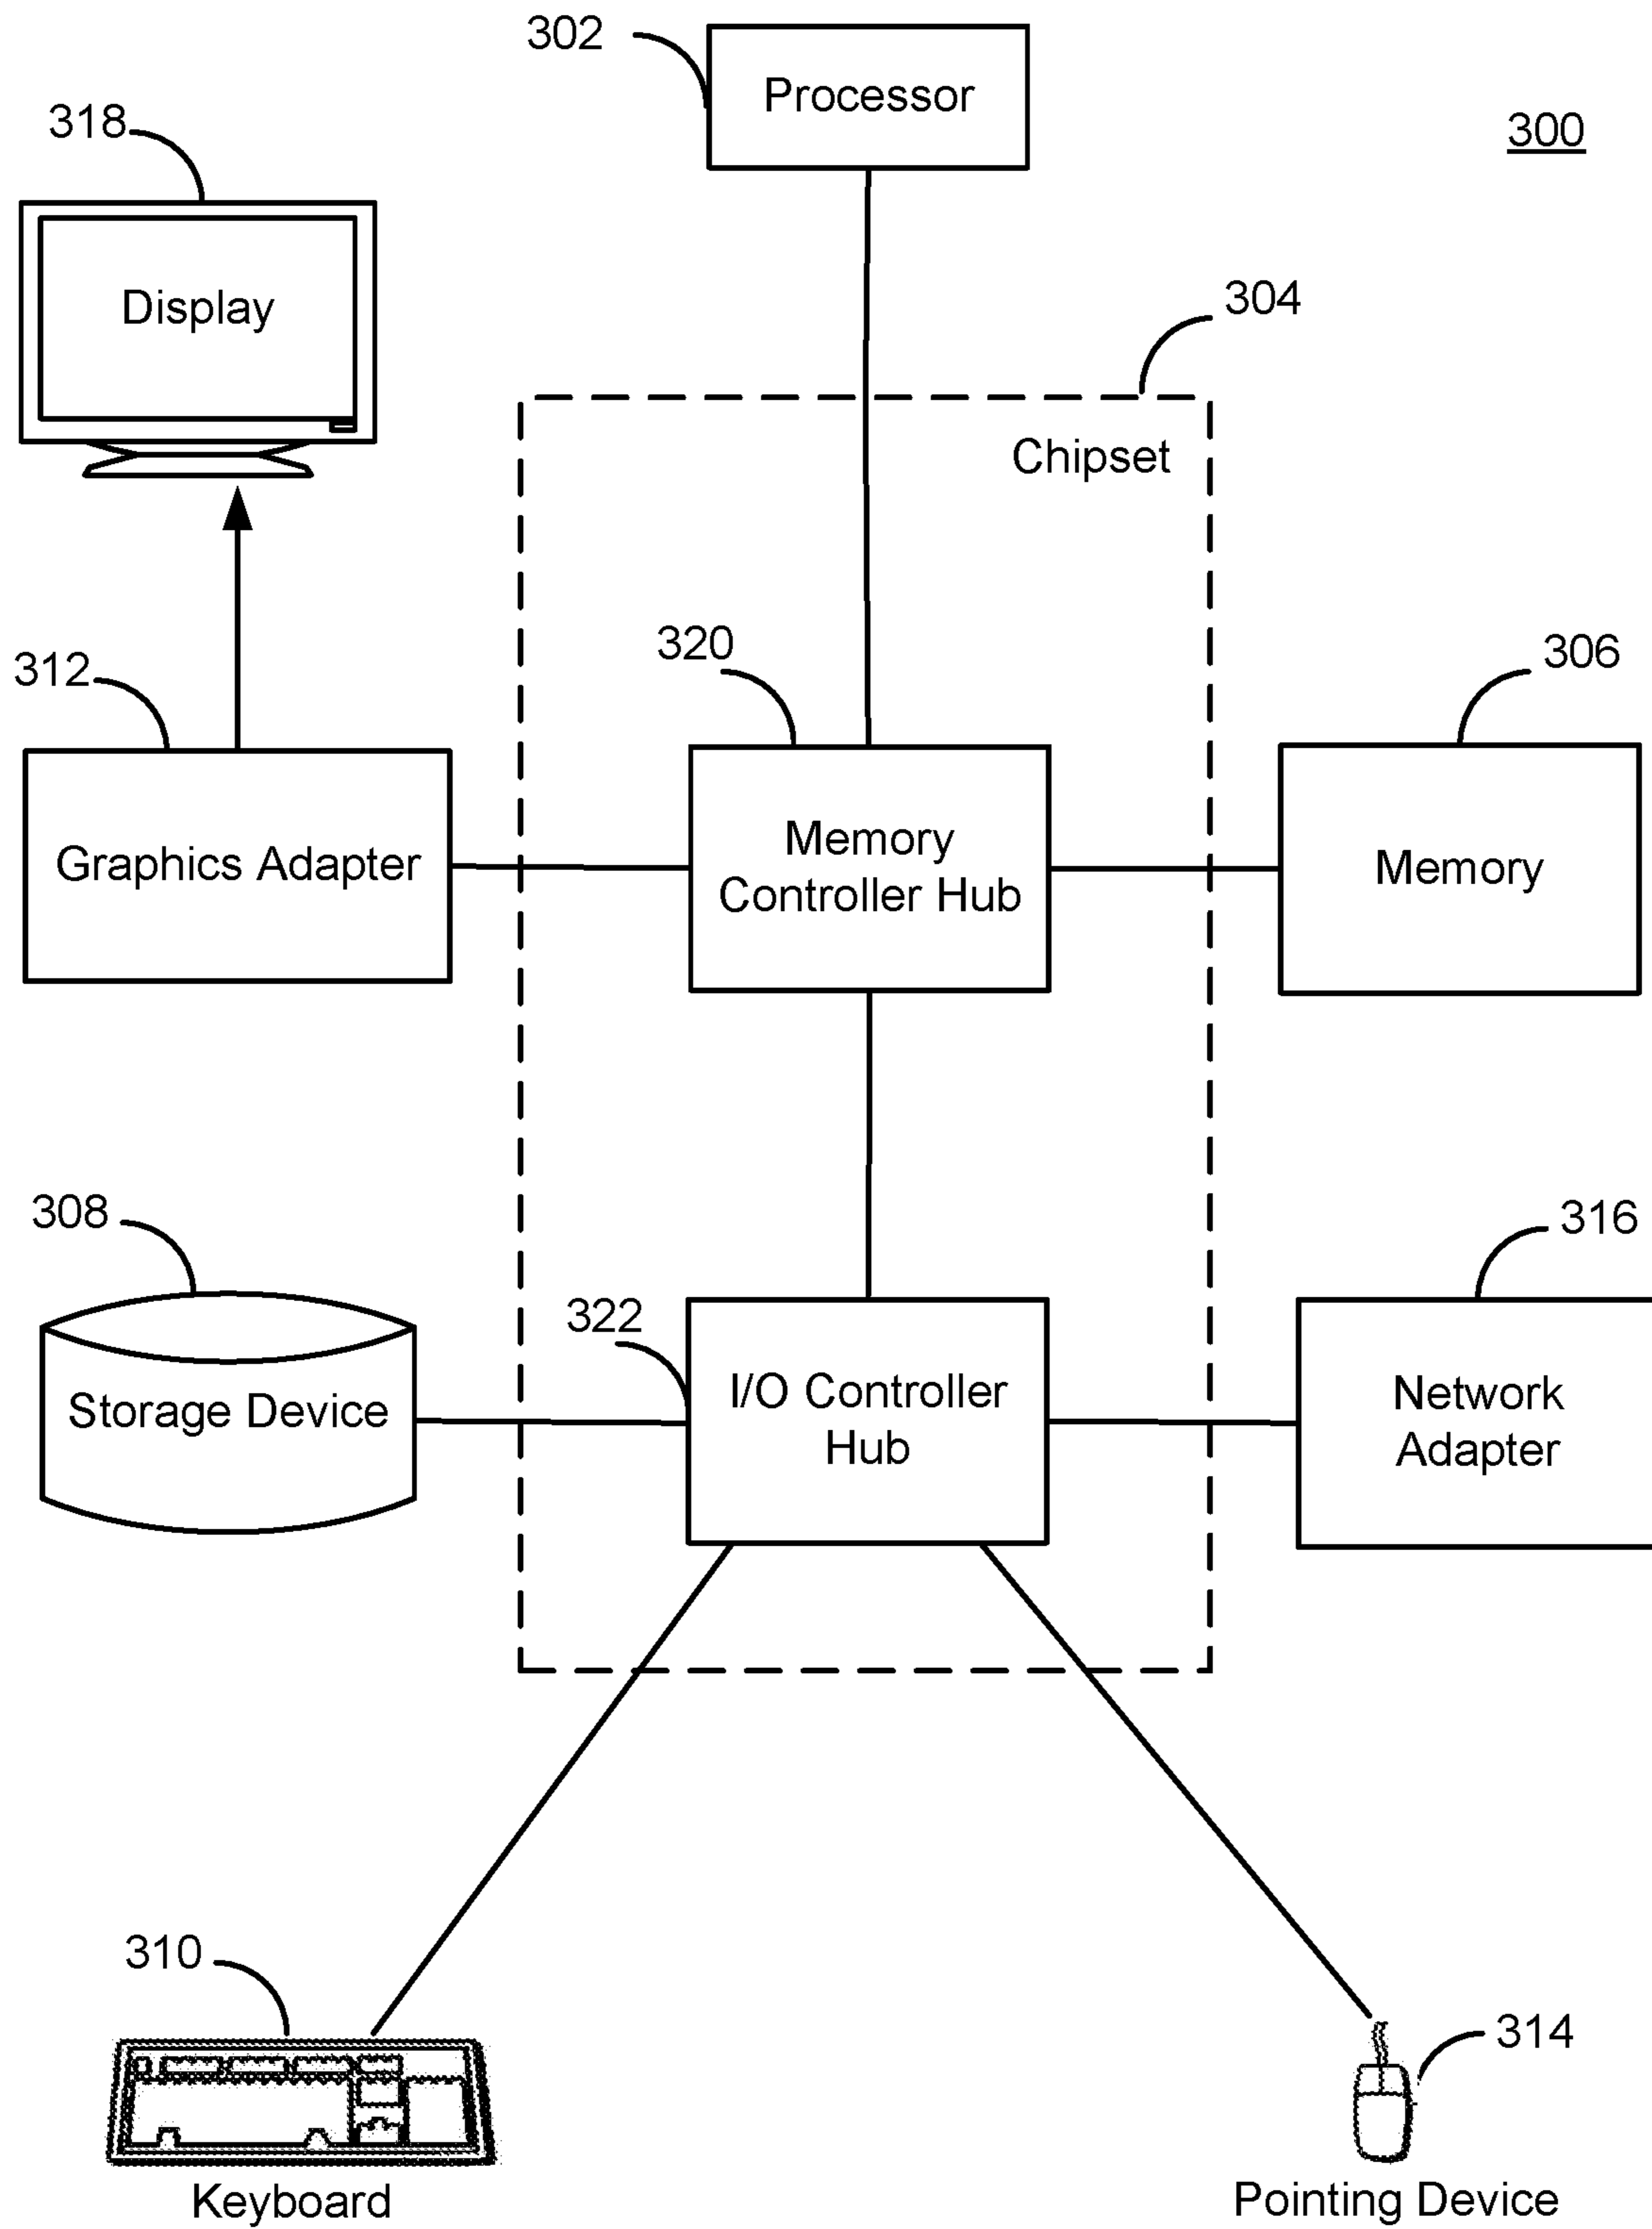 302
Processor
300
318
Display
304
Chipset
320
306
312
Memory
Controller Hub
Graphics Adapter
Memory
308
316
322
I/O Controller
Hub
Storage Device
Network
Adapter
310
314
Keyboard
Pointing Device